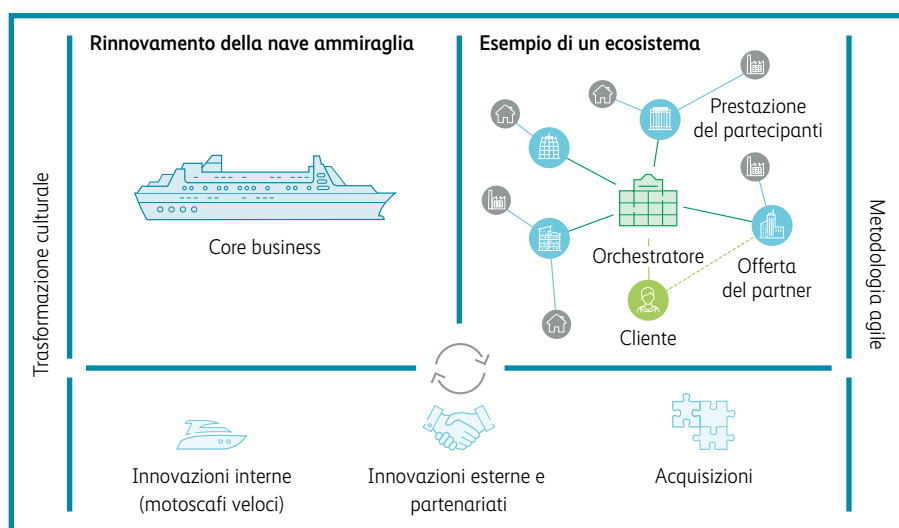 Rinnovamento della nave ammiraglia
Core business
Esempio di un ecosistema
Prestazione
del partecipanti
Orchestratore
Offerta
del partner
Cliente
Trasformazione culturale
Metodologia agile
Innovazioni interne
(motoscafi veloci)
Innovazioni esterne e
partenariati
Acquisizioni